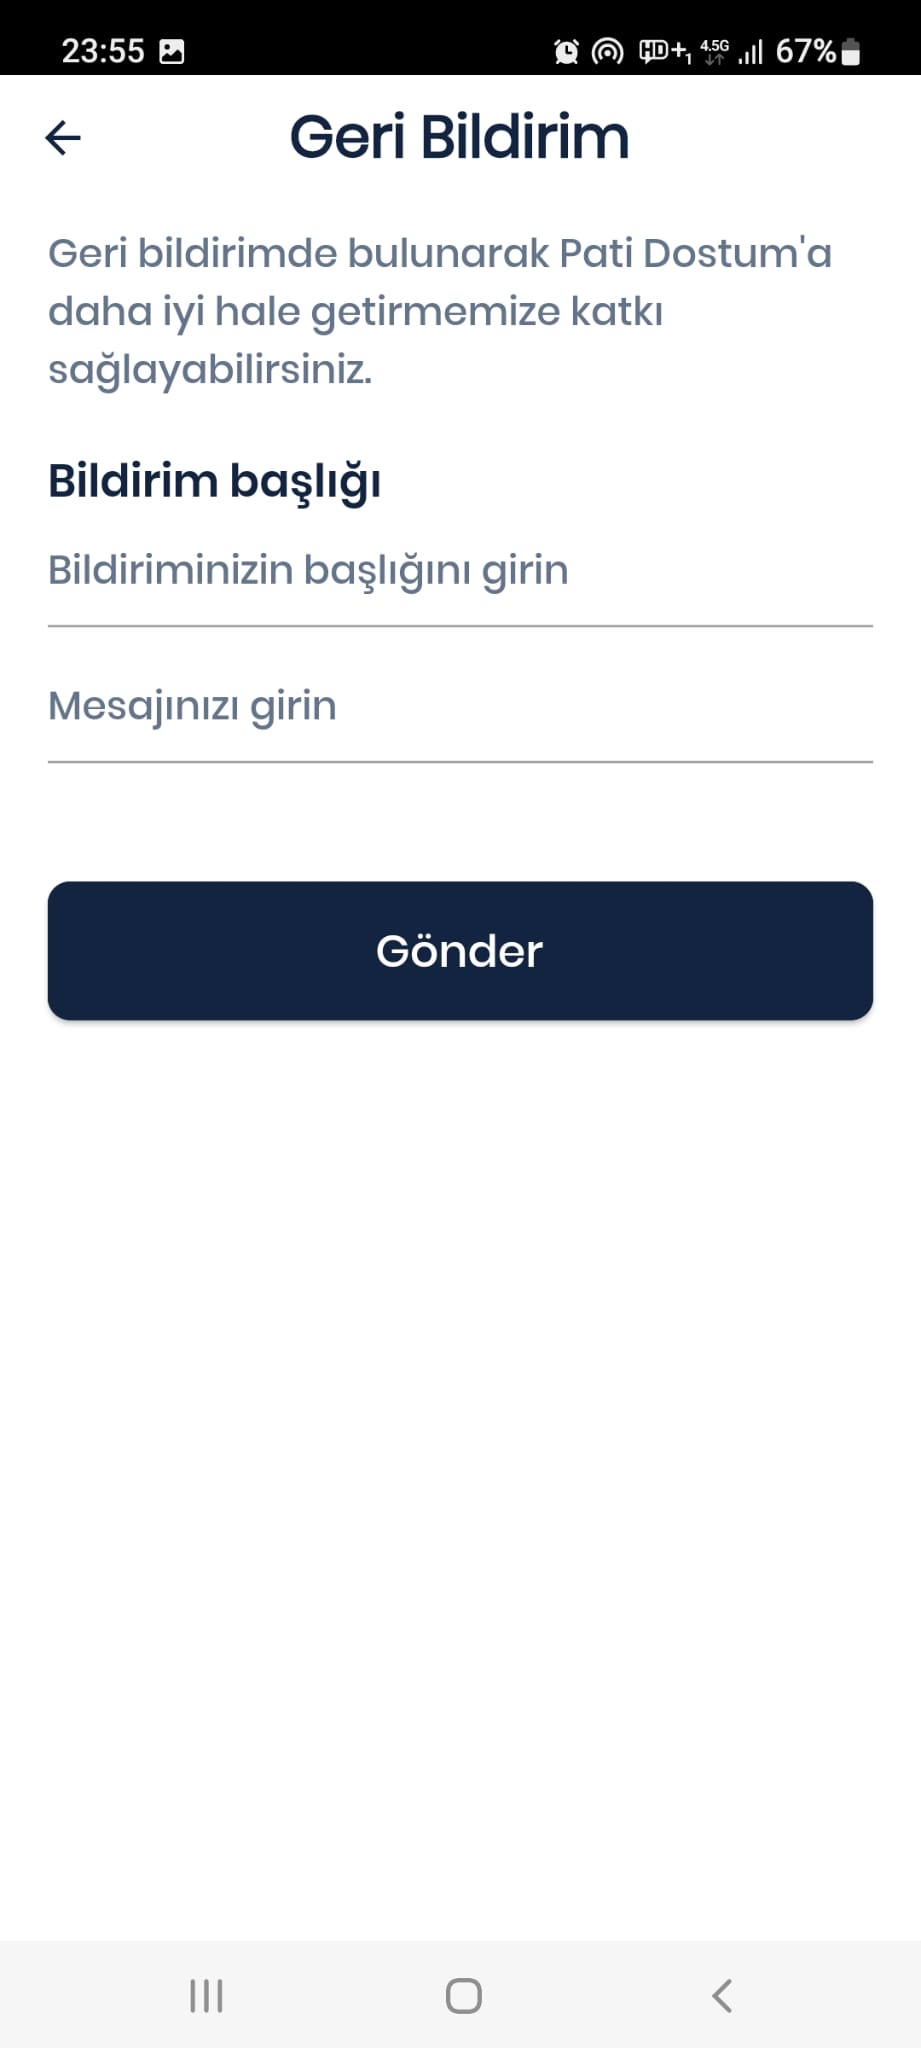 23:55 HD+1 4.5G 67%
Geri Bildirim
Geri bildirimde bulunarak Pati Dostum'a
daha iyi hale getirmemize katkı
sağlayabilirsiniz.
Bildirim başlığı
Bildiriminizin başlığını girin
Mesajınızı girin
Gönder